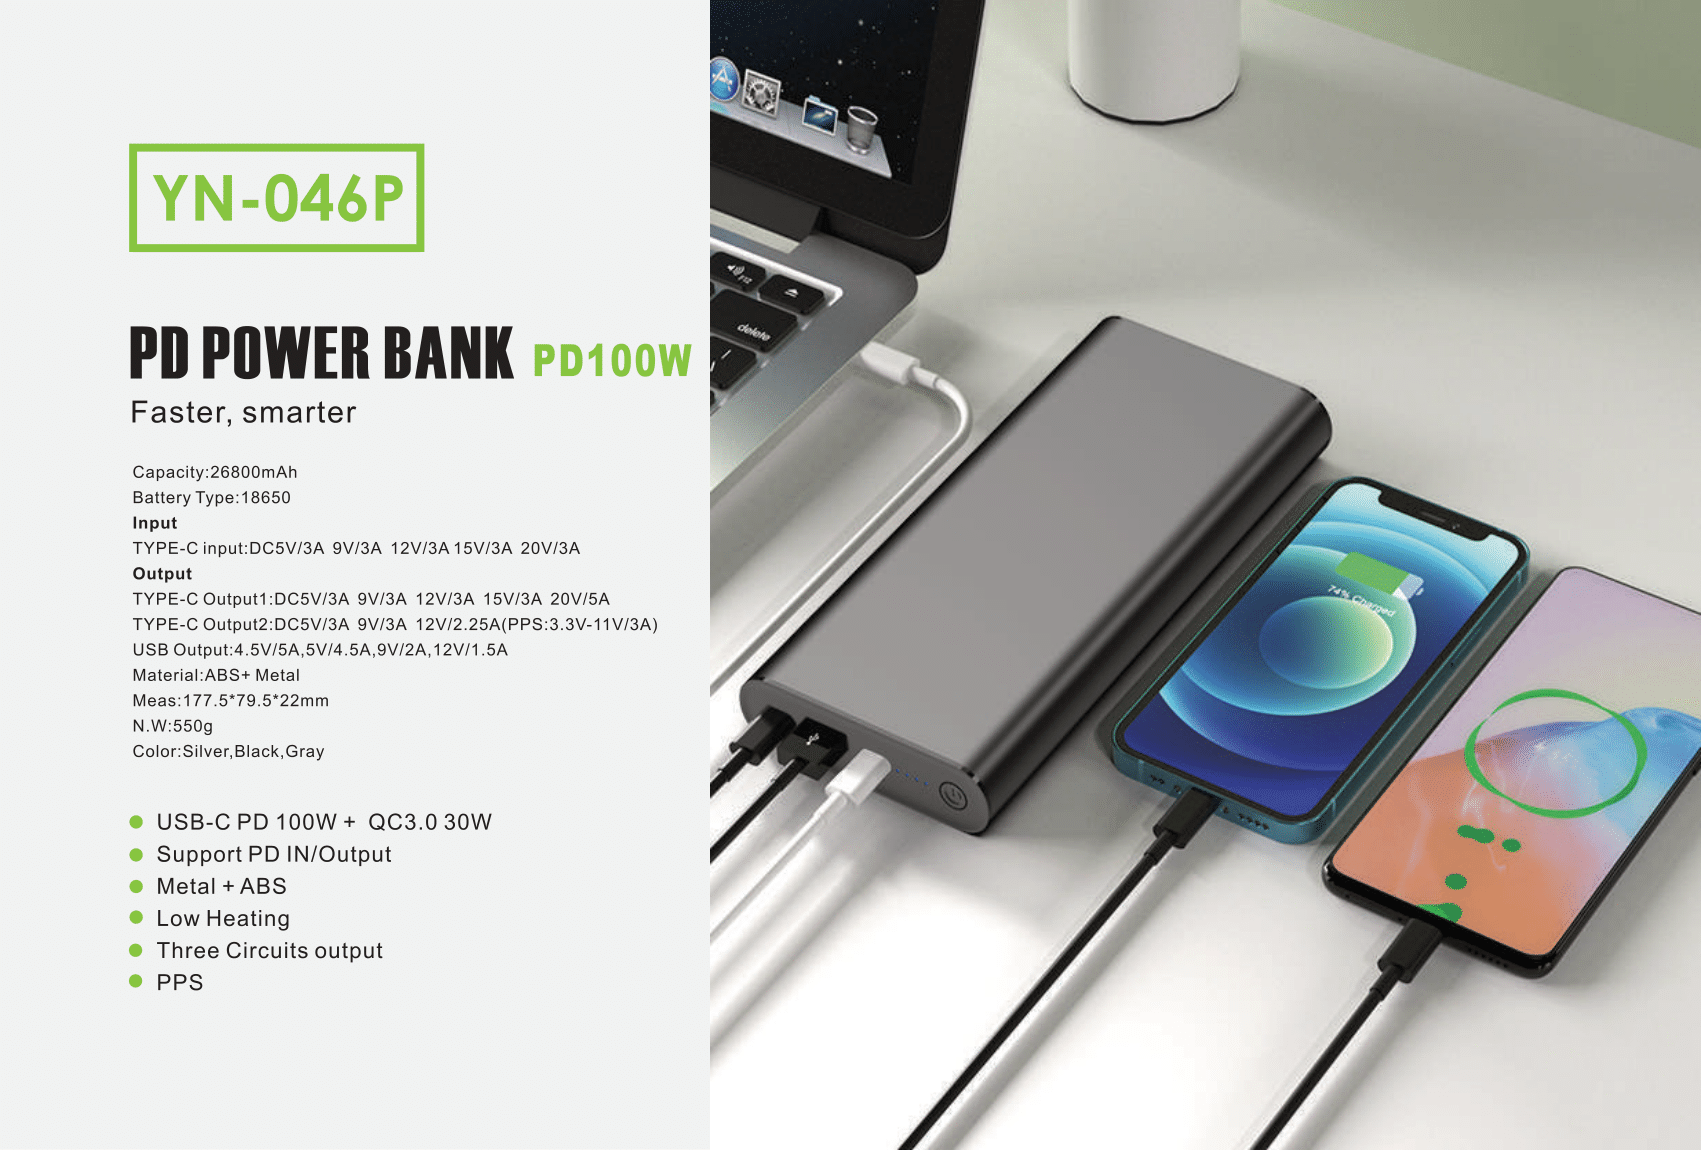 YN-046P
PD POWER BANK PD100W
Faster, smarter
Capacity:26800mAh
Battery Type:18650
Input
TYPE-C input:DC5V/3A 9V/3A 12V/3A 15V/3A 20V/3A
Output
TYPE-C Output1:DC5V/3A 9V/3A 12V/3A 15V/3A 20V/5A
TYPE-C Output2:DC5V/3A 9V/3A 12V/2.25A(PPS:3.3V-11V/3A)
USB Output:4.5V/5A,5V/4.5A,9V/2A,12V/1.5A
Material:ABS+ Metal
Meas:177.5*79.5*22mm
N.W:550g
Color:Silver,Black,Gray
USB-C PD 100W + QC3.0 30W
Support PD IN/Output
Metal + ABS
Low Heating
Three Circuits output
PPS
F12
delete
74% Charged